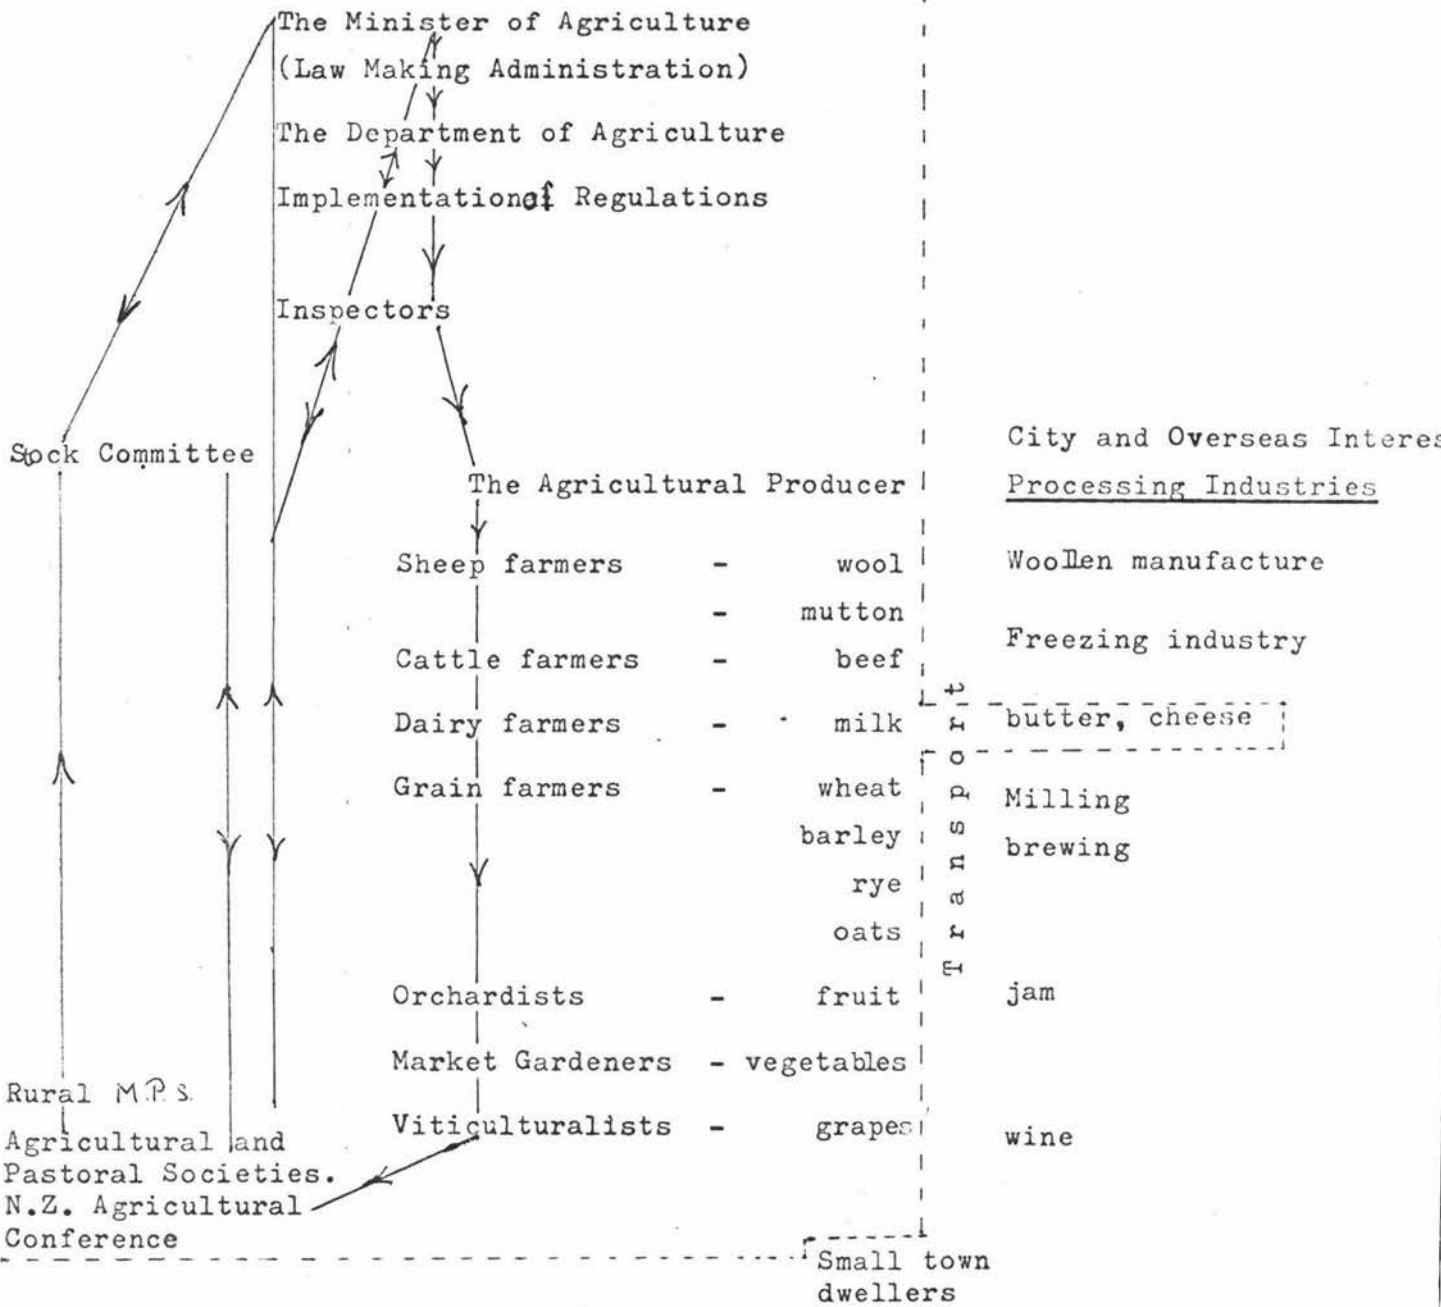 The Minister of Agriculture
(Law Making Administration)
The Department of Agriculture
Implementation of Regulations
Inspectors
Stock Committee
The Agricultural Producer
Sheep farmers - wool
- mutton
Cattle farmers - beef
Dairy farmers - milk
Grain farmers - wheat
barley
rye
oats
Orchardists - fruit
Market Gardeners - vegetables
Viticulturalists - grapes
Rural M.P.s.
Agricultural and
Pastoral Societies.
N.Z. Agricultural
Conference
Transport
City and Overseas Interes
Processing Industries
Woollen manufacture
Freezing industry
butter, cheese
Milling
brewing
jam
wine
Small town
dwellers